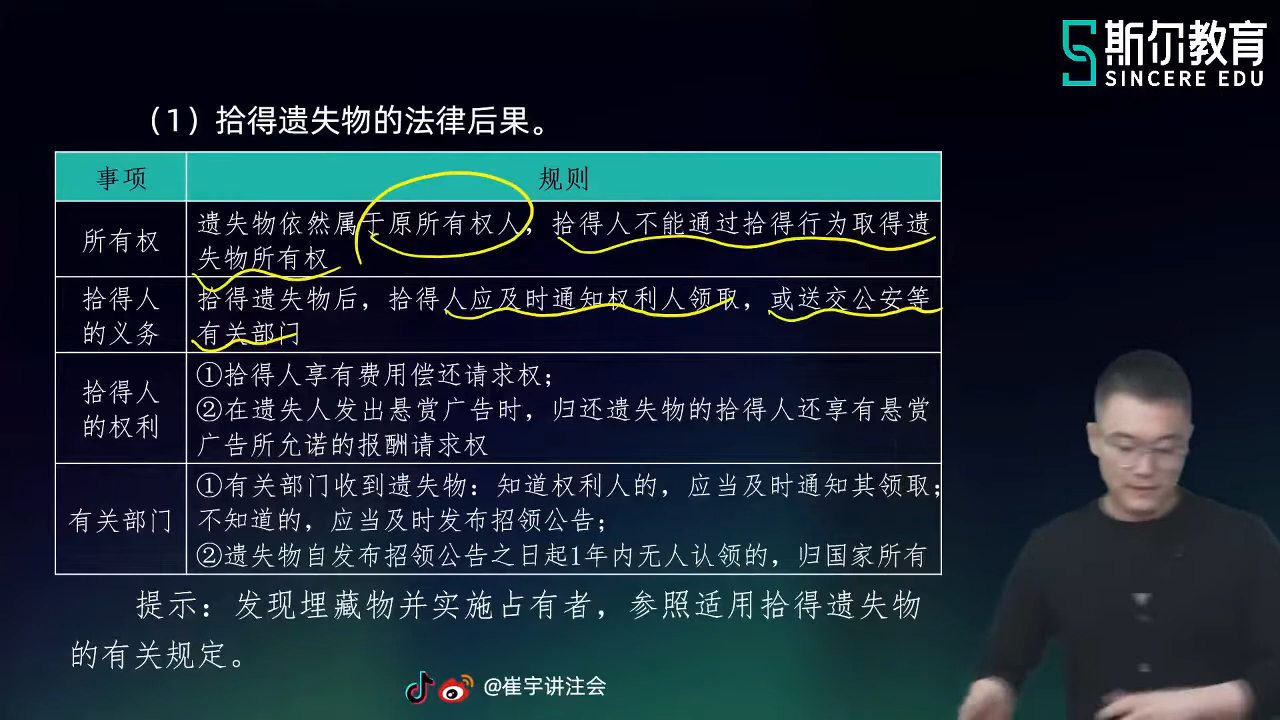 斯尔教育
SINCERE EDU
（1）拾得遗失物的法律后果。
事项
规则
所有权
遗失物依然属于原所有权人，拾得人不能通过拾得行为取得遗
失物所有权
拾得人
的义务
拾得遗失物后，拾得人应及时通知权利人领取，或送交公安等
有关部门
拾得人
的权利
①拾得人享有费用偿还请求权；
②在遗失人发出悬赏广告时，归还遗失物的拾得人还享有悬赏
广告所允诺的报酬请求权
有关部门
①有关部门收到遗失物：知道权利人的，应当及时通知其领取；
不知道的，应当及时发布招领公告；
②遗失物自发布招领公告之日起1年内无人认领的，归国家所有
提示：发现埋藏物并实施占有者，参照适用拾得遗失物
的有关规定。
@崔宇讲注会